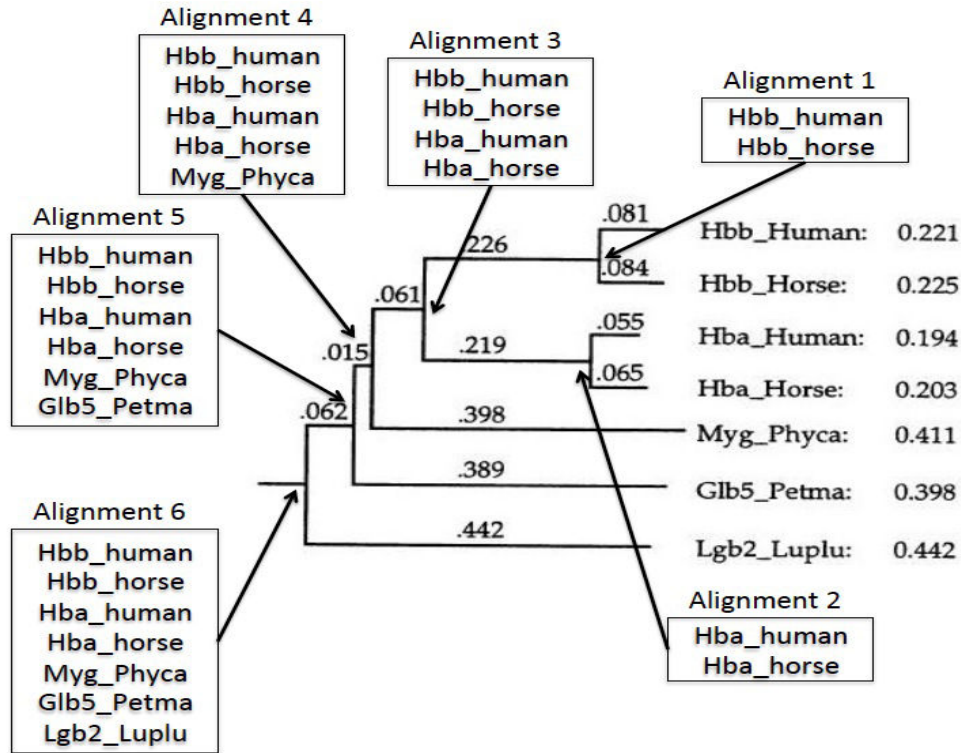 Alignment 4
Hbb_human
Hbb_horse
Hba_human
Hba_horse
Myg_Phyca
Alignment 3
Hbb_human
Hbb_horse
Hba_human
Hba_horse
Alignment 1
Hbb_human
Hbb_horse
Alignment 5
Hbb_human
Hbb_horse
Hba_human
Hba_horse
Myg_Phyca
Glb5_Petma
.081
Hbb_Human: 0.221
.226
.084
Hbb_Horse: 0.225
.061
.055
Hba_Human: 0.194
.015
.219
.065
Hba_Horse: 0.203
.062
.398
Myg_Phyca: 0.411
.389
Glb5_Petma: 0.398
.442
Lgb2_Luplu: 0.442
Alignment 6
Hbb_human
Hbb_horse
Hba_human
Hba_horse
Myg_Phyca
Glb5_Petma
Lgb2_Luplu
Alignment 2
Hba_human
Hba_horse